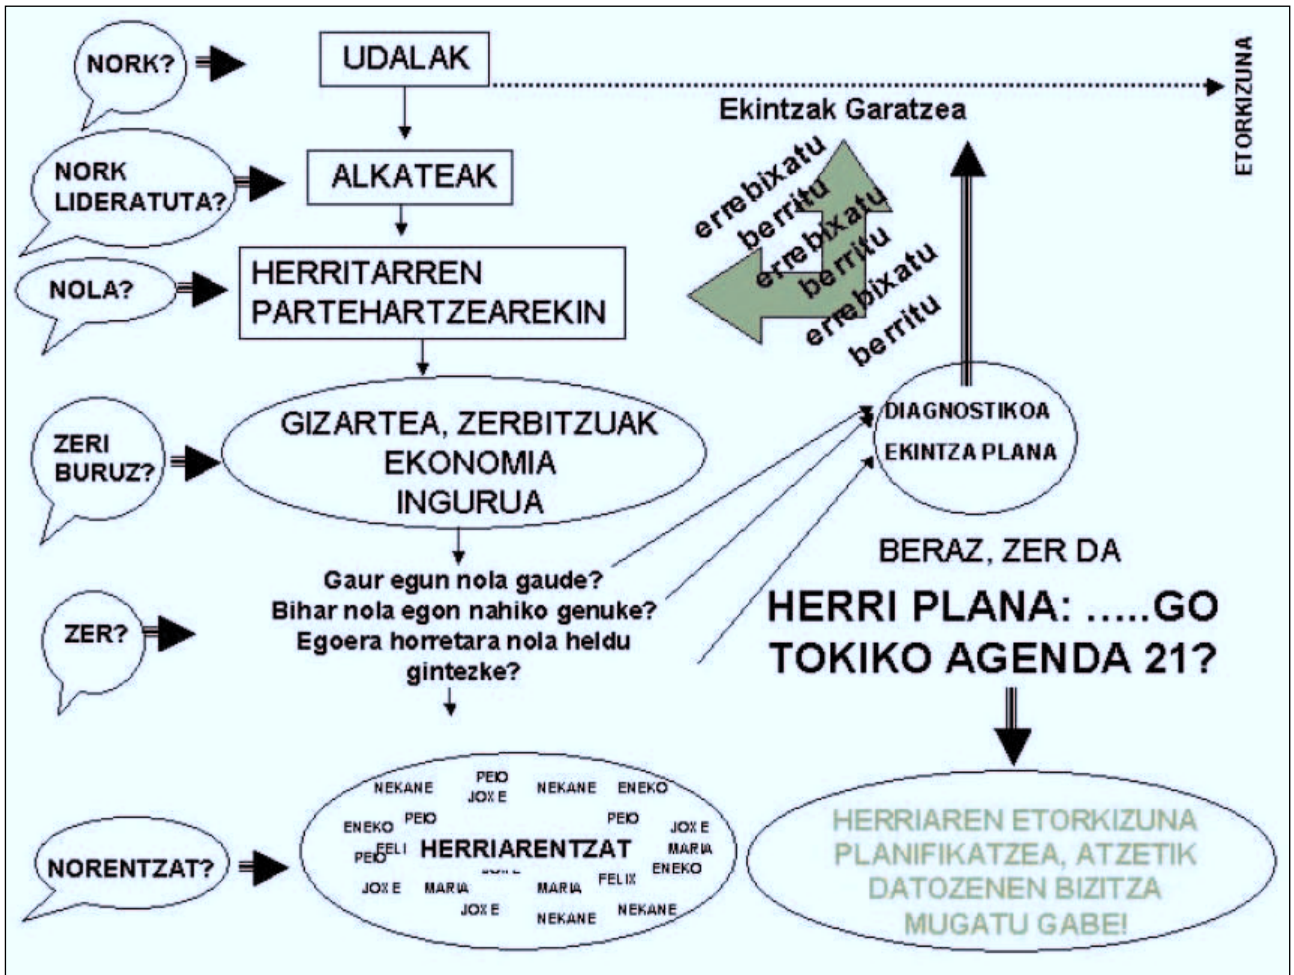 NORK?
UDALAK
Ekintzak Garatzea
ETORKIZUNA
NORK
LIDERATUTA?
ALKATEAK
errebixatu
berritu
errebixatu
berritu
errebixatu
berritu
NOLA?
HERRITARREN
PARTEHARTZEAREKIN
ZERI
BURUZ?
GIZARTEA, ZERBITZUAK
EKONOMIA
INGURUA
DIAGNOSTIKOA
EKINTZA PLANA
ZER?
Gaur egun nola gaude?
Bihar nola egon nahiko genuke?
Egoera horretara nola heldu
gintezke?
BERAZ, ZER DA
HERRI PLANA: .....GO
TOKIKO AGENDA 21?
NORENTZAT?
NEKANE PEIO NEKANE ENEKO
JOXE
ENEKO PEIO PEIO JOXE
PEIO FELI HERRIARENTZAT MARIA
JOXE MARIA MARIA FELIX ENEKO
JOXE NEKANE NEKANE
HERRIAREN ETORKIZUNA
PLANIFIKATZEA, ATZETIK
DATOZENEN BIZITZA
MUGATU GABE!